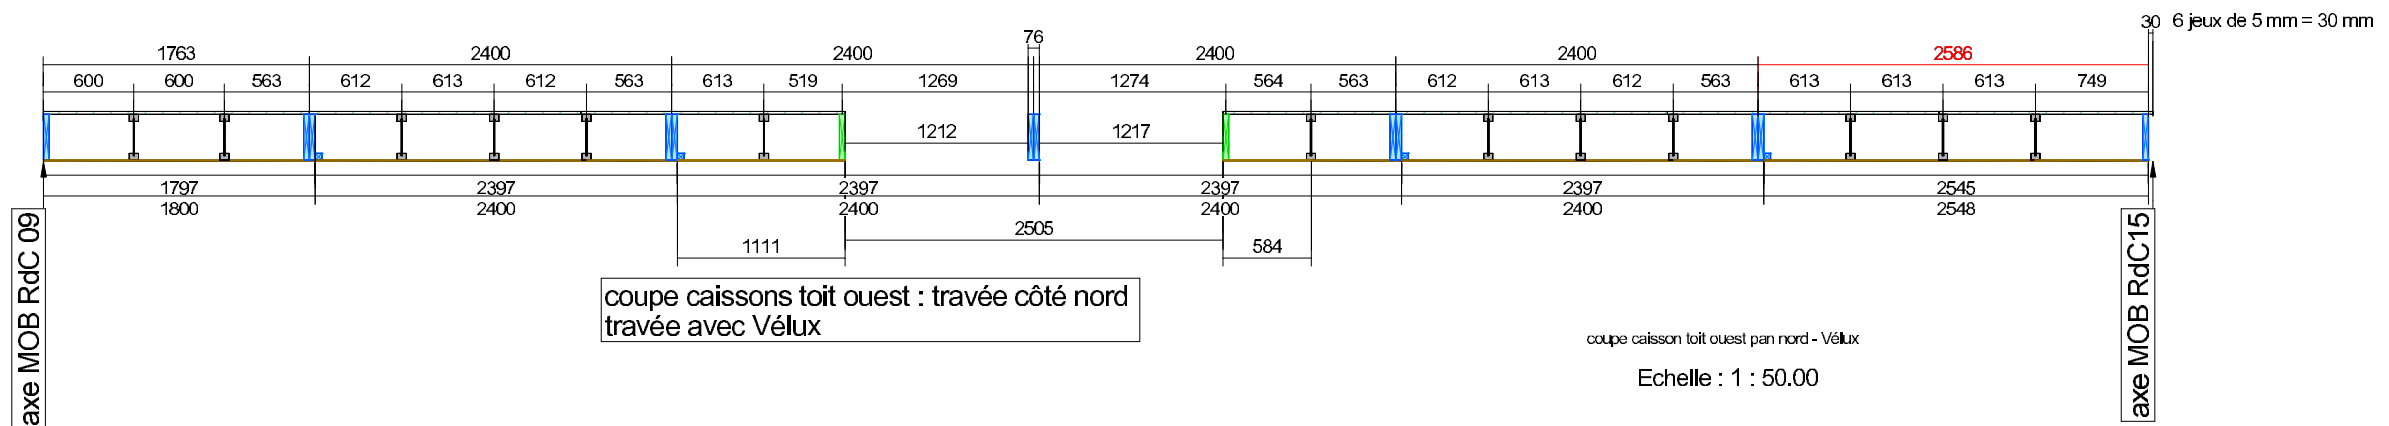 30 6 jeux de 5 mm = 30 mm
76
1763 2400 2400 2400 2400 2586
600 600 563 612 613 612 563 613 519 1269 1274 564 563 612 613 612 563 613 613 613 749
1212 1217
1797 2397 2397 2397 2397 2545
1800 2400 2400 2400 2400 2548
2505
1111 584
axe MOB RdC 09
axe MOB RdC15
coupe caissons toit ouest : travée côté nord
travée avec Vélux
coupe caisson toit ouest pan nord - Vélux
Echelle : 1 : 50.00